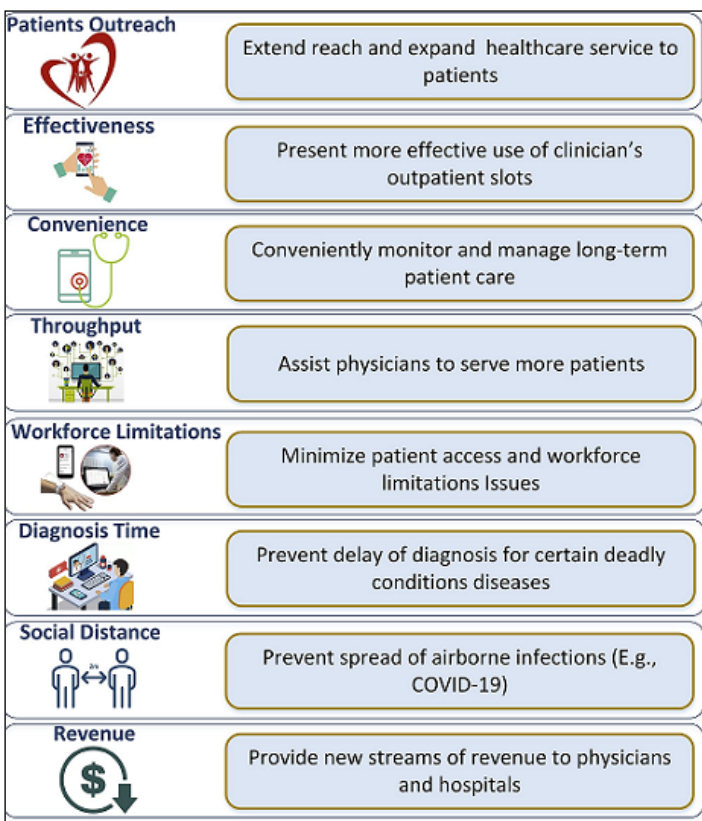 Patients Outreach
Extend reach and expand healthcare service to
patients
Effectiveness
Present more effective use of clinician's
outpatient slots
Convenience
Conveniently monitor and manage long-term
patient care
Throughput
Assist physicians to serve more patients
Workforce Limitations
Minimize patient access and workforce
limitations Issues
Diagnosis Time
Prevent delay of diagnosis for certain deadly
conditions diseases
Social Distance
Prevent spread of airborne infections (E.g.,
COVID-19)
Revenue
$
Provide new streams of revenue to physicians
and hospitals